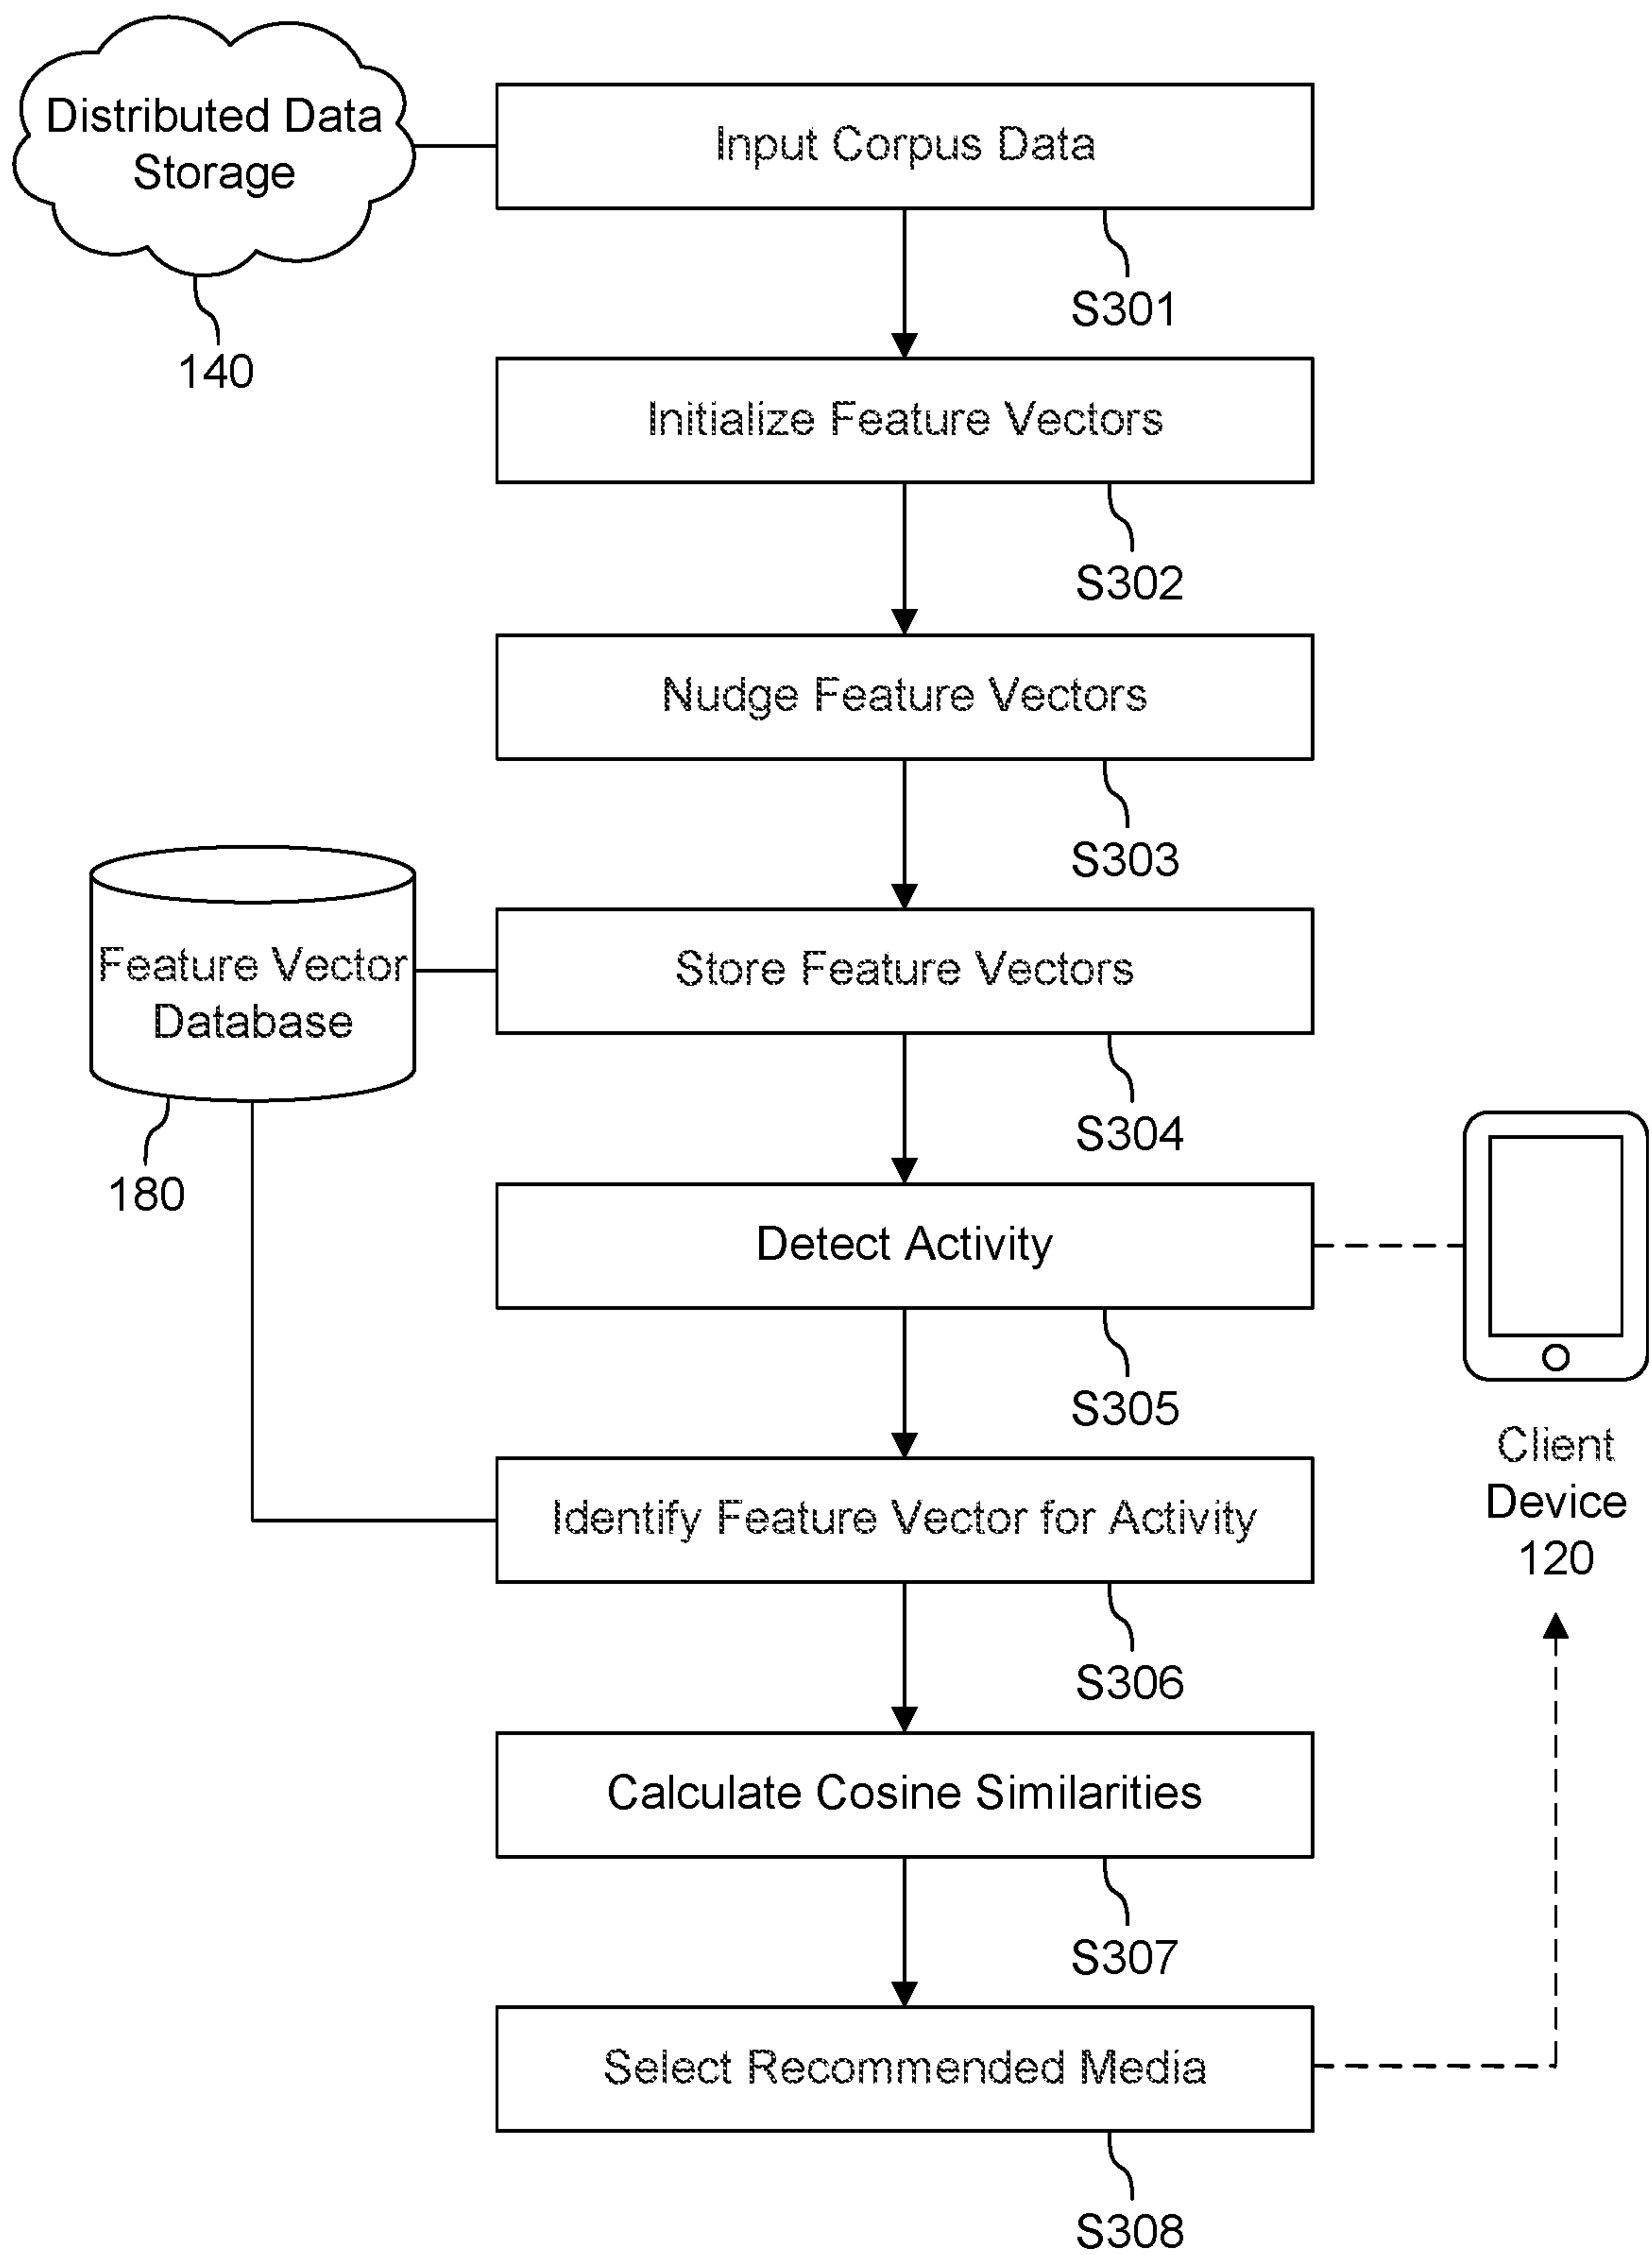 Distributed Data
Storage
140
Input Corpus Data
S301
Initialize Feature Vectors
S302
Nudge Feature Vectors
S303
Feature Vector
Database
180
Store Feature Vectors
S304
Detect Activity
S305
Client
Device
120
Identify Feature Vector for Activity
S306
Calculate Cosine Similarities
S307
Select Recommended Media
S308